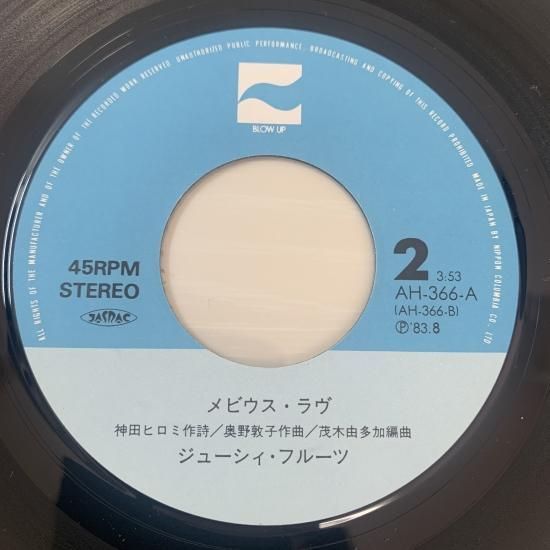 ALL RIGHTS OF THE MANUFACTURER AND OF THE OWNER OF THE RECORDED WORK RESERVED. UNAUTHORIZED PUBLIC PERFORMANCE, BROADCASTING AND COPYING OF THIS RECORD PROHIBITED MADE IN JAPAN BY NIPPON COLUMBIA CO., LTD
BLOW UP
45RPM
STEREO
JASRAC
2 3:53
AH-366-A
(AH-366-B)
Ⓟ'83.8
メビウス・ラヴ
神田ヒロミ作詩/奥野敦子作曲/茂木由多加編曲
ジューシィ・フルーツ